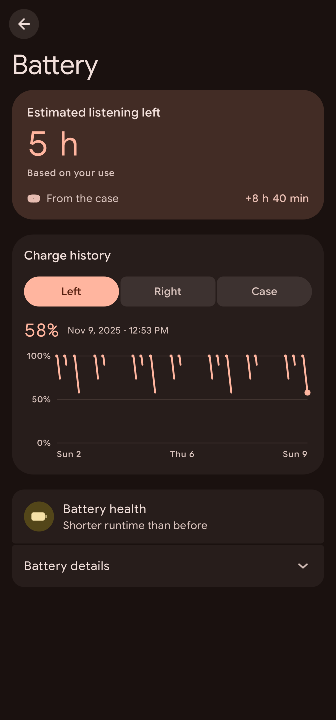 Battery
Estimated listening left
5 h
Based on your use
From the case
+8 h 40 min
Charge history
Left
Right
Case
58%
Nov 9, 2025 - 12:53 PM
100%
50%
0%
Sun 2
Thu 6
Sun 9
Battery health
Shorter runtime than before
Battery details